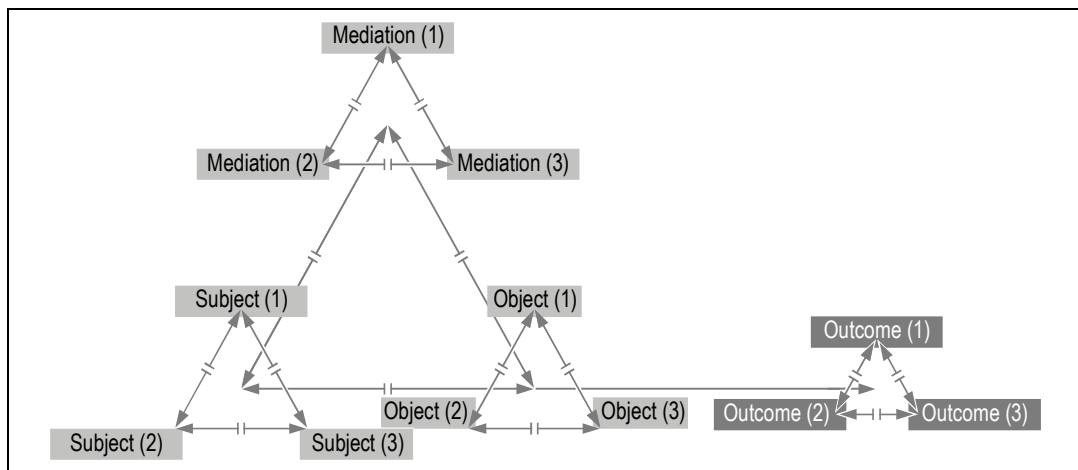 Mediation (1)
Mediation (2)
Mediation (3)
Subject (1)
Object (1)
Outcome (1)
Object (2)
Object (3)
Outcome (2)
Outcome (3)
Subject (2)
Subject (3)